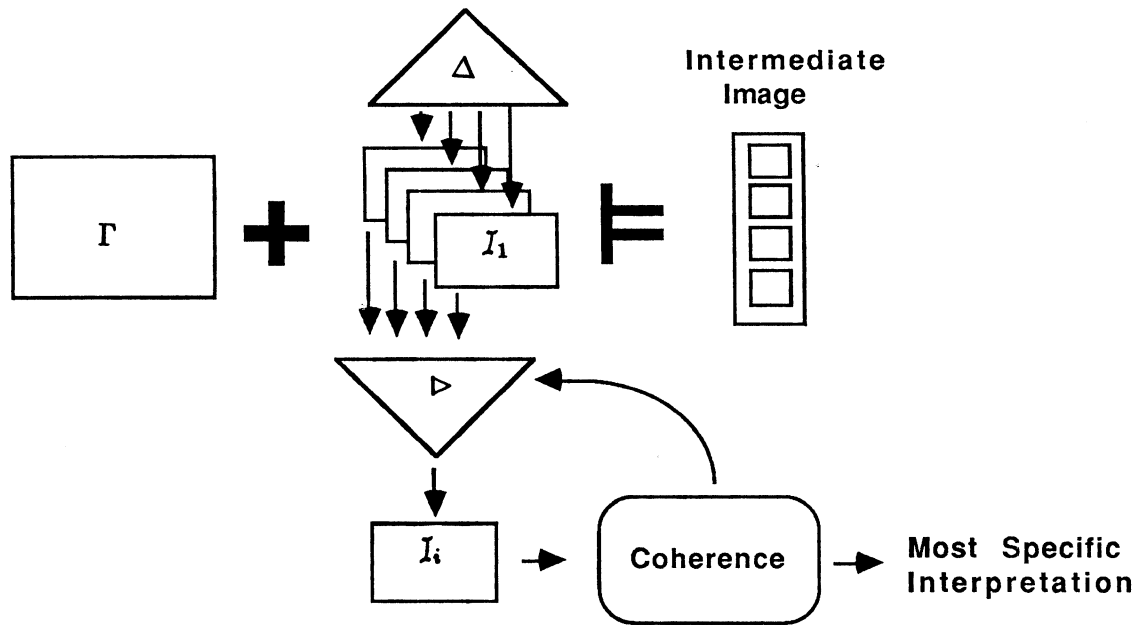 Δ
Intermediate
Image
Γ
I₁
▷
Iᵢ
Coherence
Most Specific
Interpretation